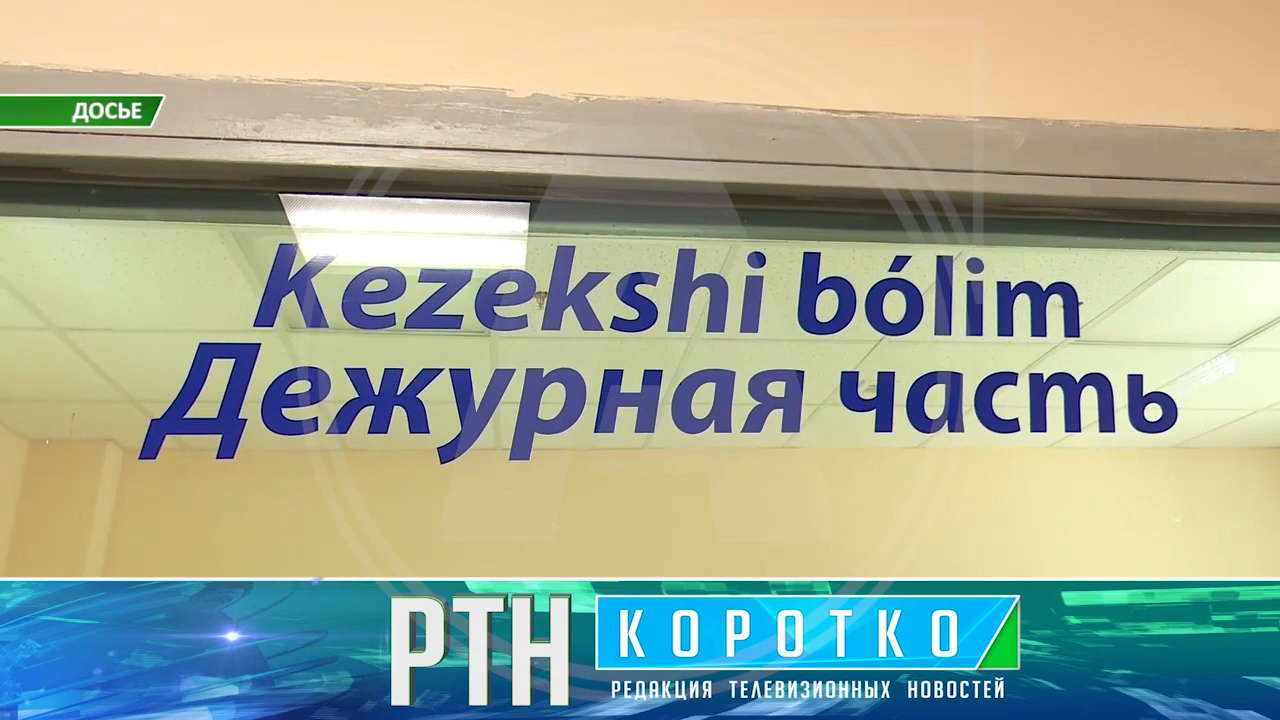 ДОСЬЕ
Kezekshi bólim
Дежурная часть
РТН КОРОТКО
РЕДАКЦИЯ ТЕЛЕВИЗИОННЫХ НОВОСТЕЙ